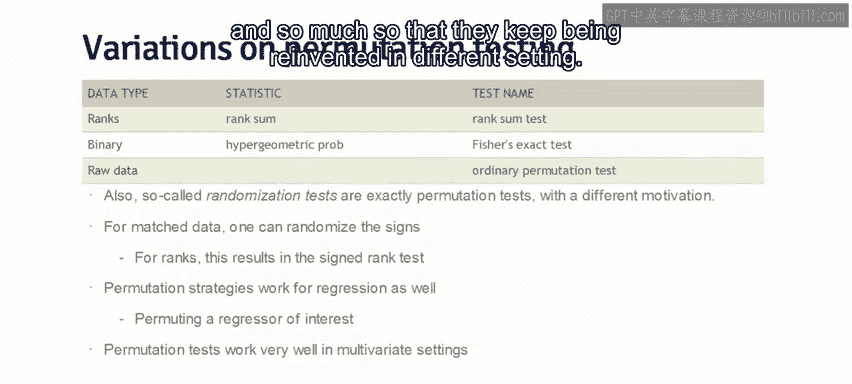 GPT中英字幕课程资源@bilibili.com
and so much so that they keep being
reinvented in different setting.
Variations on permutation testing
DATA TYPE STATISTIC TEST NAME
Ranks rank sum rank sum test
Binary hypergeometric prob Fisher's exact test
Raw data ordinary permutation test
· Also, so-called randomization tests are exactly permutation tests, with a different motivation.
· For matched data, one can randomize the signs
- For ranks, this results in the signed rank test
· Permutation strategies work for regression as well
- Permuting a regressor of interest
· Permutation tests work very well in multivariate settings